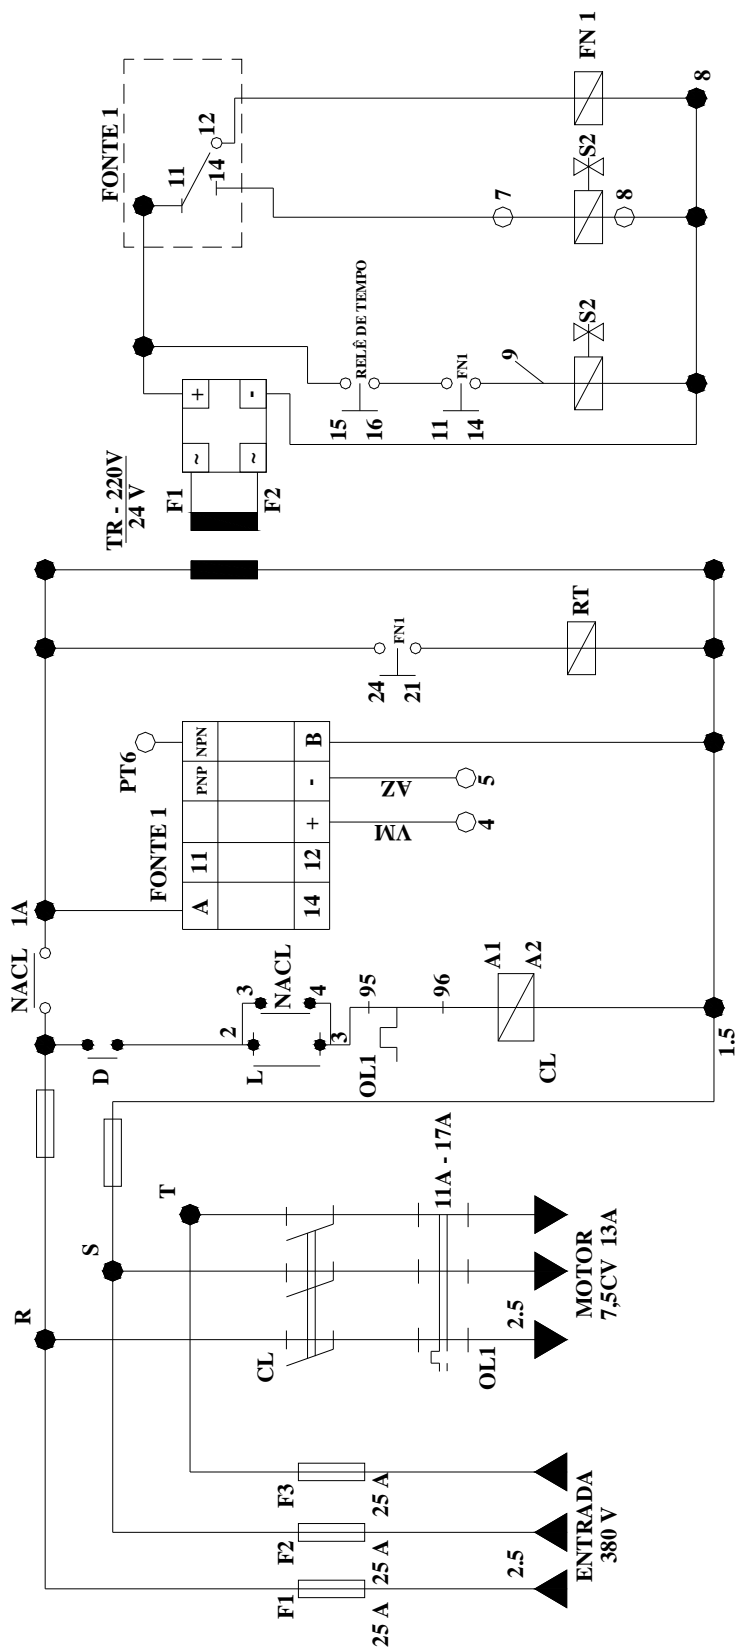 R
S
T
CL
OL1
11A - 17A
2.5
MOTOR
7,5CV 13A
F1
25 A
F2
25 A
F3
25 A
2.5
ENTRADA
380 V
NACL
1A
D
2
3
L
NACL
3
4
OL1
95
96
A1
A2
CL
1.5
FONTE 1
PT6
A
11
PNP
NPN
14
12
+
-
B
VM
AZ
4
5
24
21
FN1
RT
TR - 220V
24 V
F1
F2
~
~
+
-
FONTE 1
11
12
14
15
16
RELÊ DE TEMPO
11
14
FN1
9
S2
7
8
S2
FN 1
8